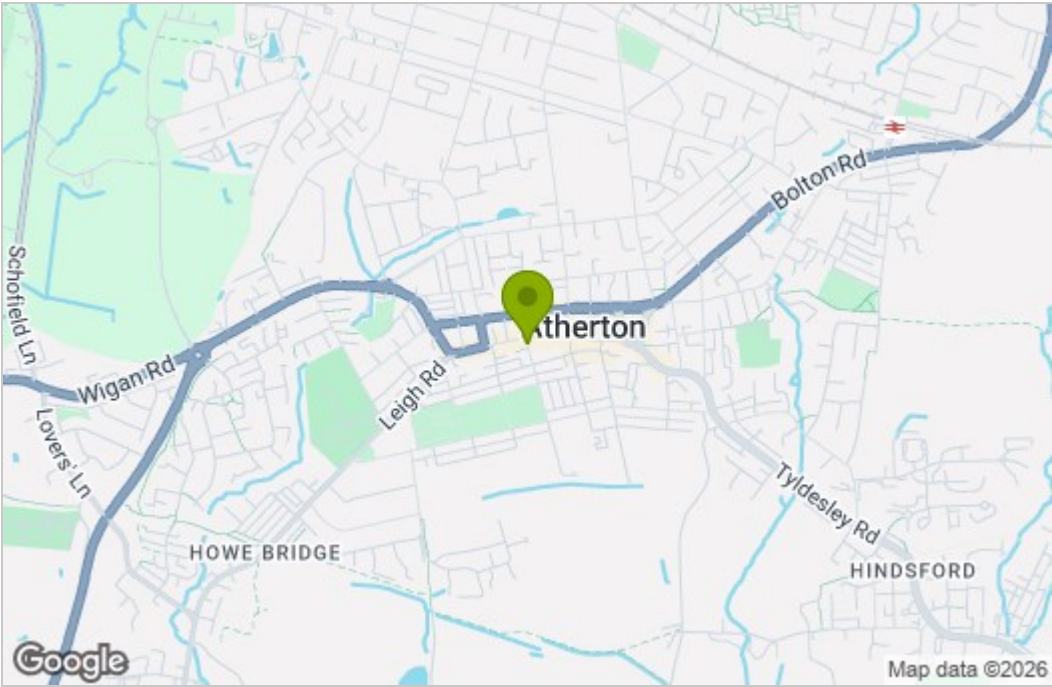 Bolton Rd
Schofield Ln
Atherton
Wigan Rd
Leigh Rd
Lovers' Ln
Tyldesley Rd
HOWE BRIDGE
HINDSFORD
Google
Map data ©2026